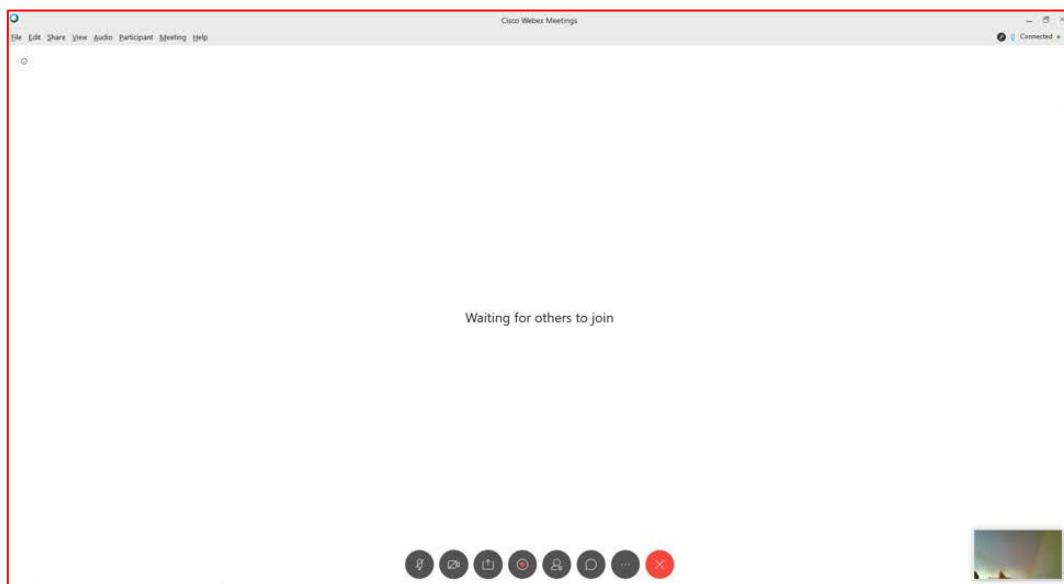 Cisco Webex Meetings
File Edit Share View Audio Participant Meeting Help
Connected
Waiting for others to join